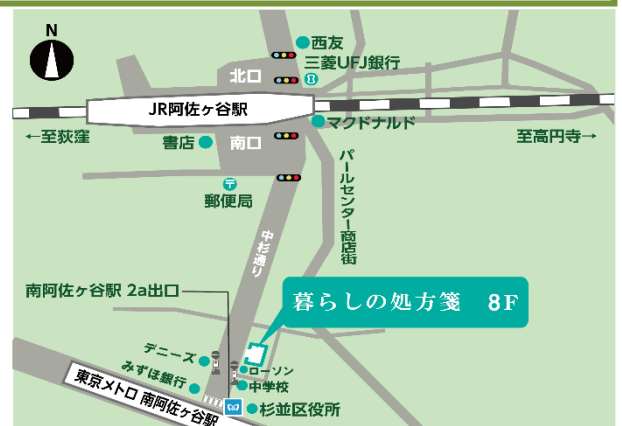 N
西友
三菱UFJ銀行
北口
JR阿佐ヶ谷駅
←至荻窪
マクドナルド
至高円寺→
書店
南口
パールセンター商店街
郵便局
中杉通り
南阿佐ヶ谷駅 2a出口
暮らしの処方箋 8F
デニーズ
ローソン
みずほ銀行
中学校
東京メトロ 南阿佐ヶ谷駅
杉並区役所